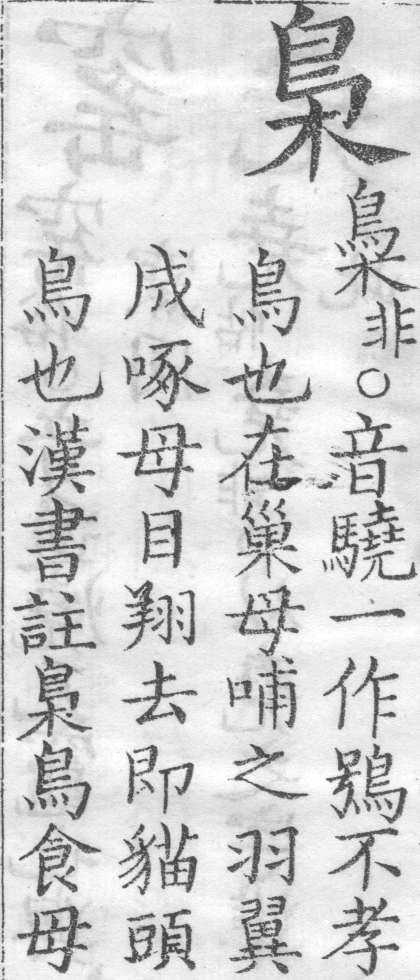 梟
梟非○音驍一作鴞不孝
鳥也在巢母哺之羽翼
成啄母目翔去即貓頭
鳥也漢書註梟鳥食母